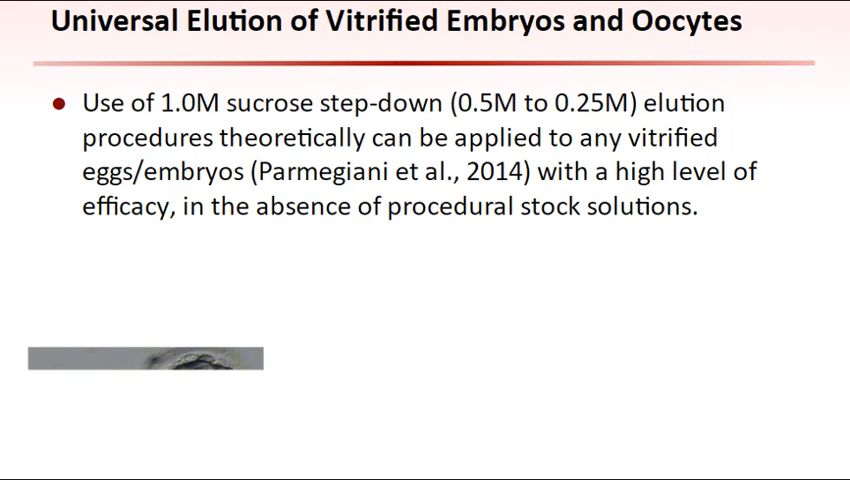 Universal Elution of Vitrified Embryos and Oocytes
● Use of 1.0M sucrose step-down (0.5M to 0.25M) elution
procedures theoretically can be applied to any vitrified
eggs/embryos (Parmegiani et al., 2014) with a high level of
efficacy, in the absence of procedural stock solutions.